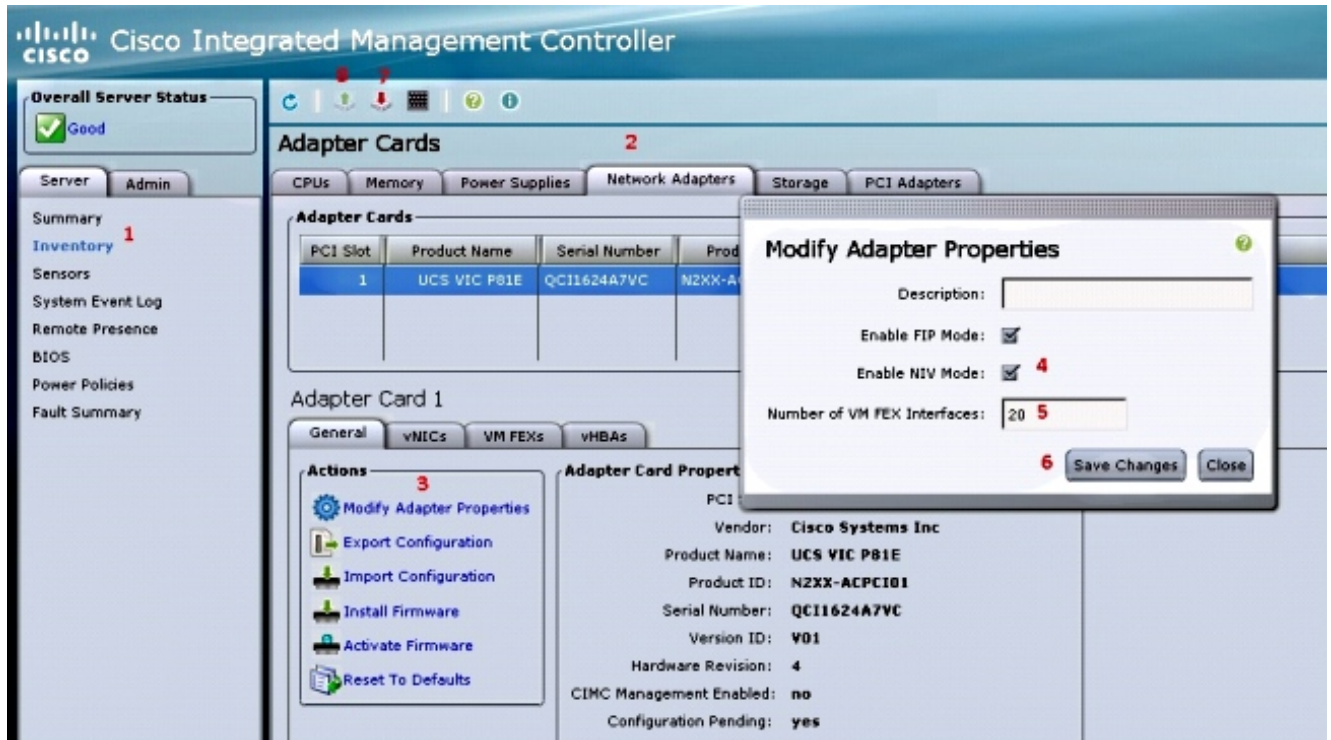 CISCO Cisco Integrated Management Controller
Overall Server Status
Good
7
Server Admin
Summary
Inventory 1
Sensors
System Event Log
Remote Presence
BIOS
Power Policies
Fault Summary
Adapter Cards 2
CPUs Memory Power Supplies Network Adapters Storage PCI Adapters
Adapter Cards
PCI Slot Product Name Serial Number Prod
1 UCS VIC P81E QCI1624A7VC N2XX-A
Modify Adapter Properties
Description:
Enable FIP Mode:
Enable NIV Mode: 4
Number of VM FEX Interfaces: 20 5
6 Save Changes Close
Adapter Card 1
General vNICs VM FEXs vHBAs
Actions
3
Modify Adapter Properties
Export Configuration
Import Configuration
Install Firmware
Activate Firmware
Reset To Defaults
Adapter Card Propert
PCI
Vendor: Cisco Systems Inc
Product Name: UCS VIC P81E
Product ID: N2XX-ACPCI01
Serial Number: QCI1624A7VC
Version ID: V01
Hardware Revision: 4
CIMC Management Enabled: no
Configuration Pending: yes